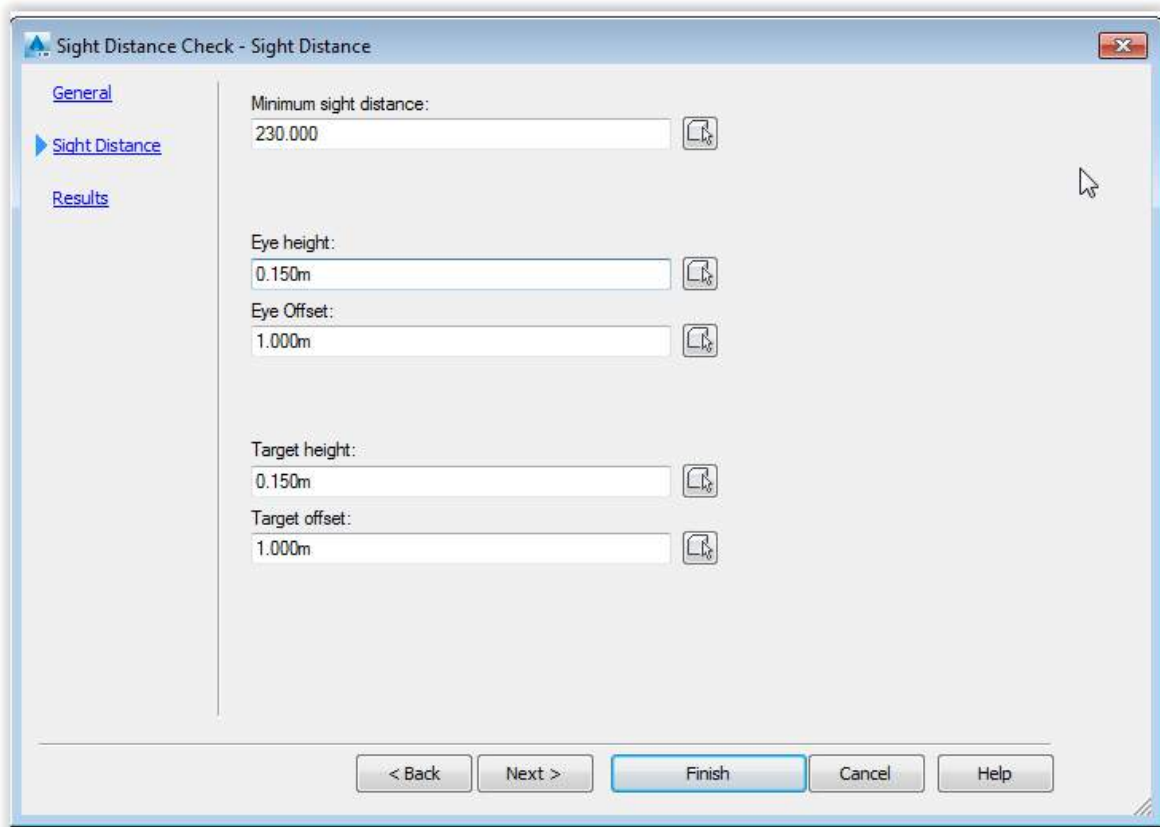 Sight Distance Check - Sight Distance
General
Sight Distance
Results
Minimum sight distance:
230.000
Eye height:
0.150m
Eye Offset:
1.000m
Target height:
0.150m
Target offset:
1.000m
< Back Next > Finish Cancel Help